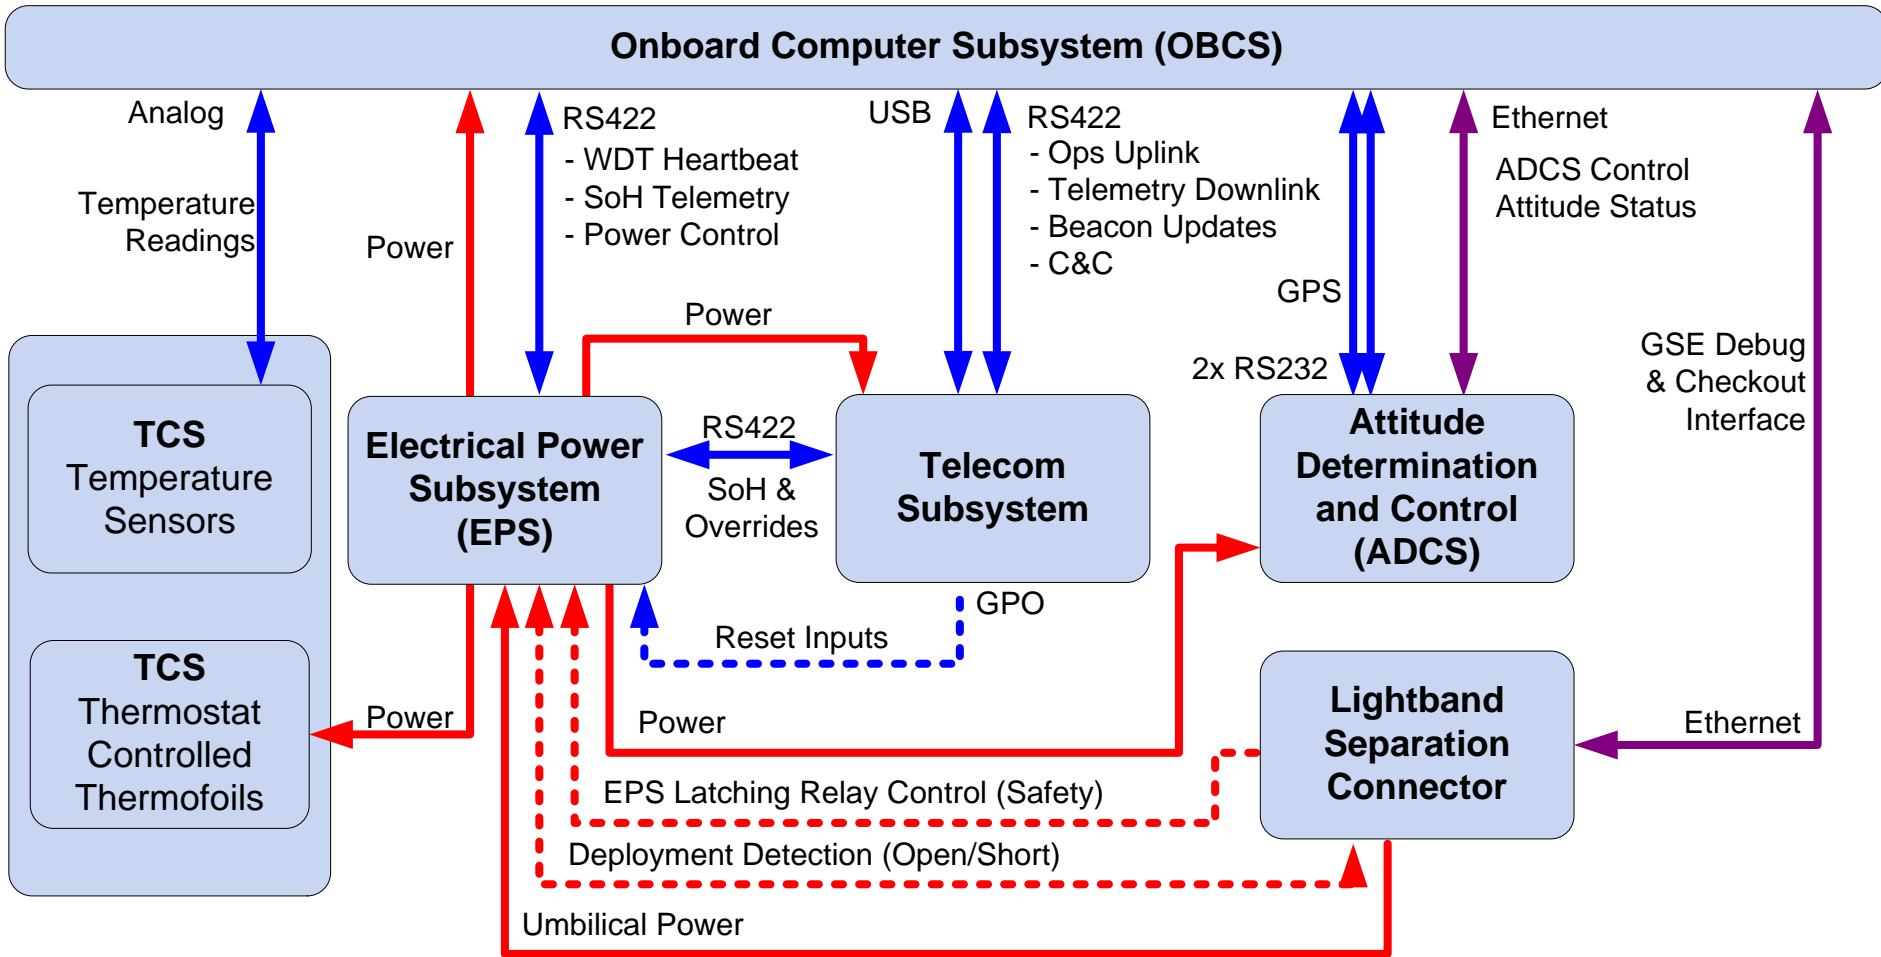 Onboard Computer Subsystem (OBCS)
Analog
Temperature
Readings
Power
RS422
- WDT Heartbeat
- SoH Telemetry
- Power Control
USB
RS422
- Ops Uplink
- Telemetry Downlink
- Beacon Updates
- C&C
GPS
2x RS232
Ethernet
ADCS Control
Attitude Status
GSE Debug
& Checkout
Interface
Power
TCS
Temperature
Sensors
Electrical Power
Subsystem
(EPS)
RS422
SoH &
Overrides
Telecom
Subsystem
Attitude
Determination
and Control
(ADCS)
GPO
Reset Inputs
TCS
Thermostat
Controlled
Thermofoils
Power
Power
Lightband
Separation
Connector
Ethernet
EPS Latching Relay Control (Safety)
Deployment Detection (Open/Short)
Umbilical Power